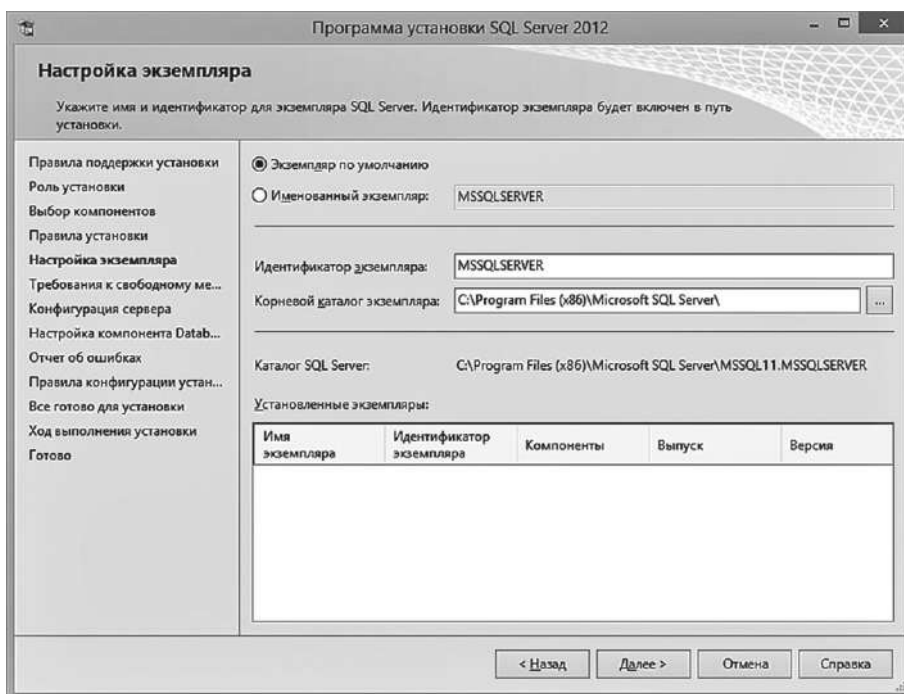 Программа установки SQL Server 2012
Настройка экземпляра
Укажите имя и идентификатор для экземпляра SQL Server. Идентификатор экземпляра будет включен в путь
установки.
Правила поддержки установки
Роль установки
Выбор компонентов
Правила установки
Настройка экземпляра
Требования к свободному ме...
Конфигурация сервера
Настройка компонента Datab...
Отчет об ошибках
Правила конфигурации устан...
Все готово для установки
Ход выполнения установки
Готово
Экземпляр по умолчанию
Именованный экземпляр: MSSQLSERVER
Идентификатор экземпляра: MSSQLSERVER
Корневой каталог экземпляра: C:\Program Files (x86)\Microsoft SQL Server\ ...
Каталог SQL Server: C:\Program Files (x86)\Microsoft SQL Server\MSSQL11.MSSQLSERVER
Установленные экземпляры:
Имя экземпляра Идентификатор экземпляра Компоненты Выпуск Версия
< Назад Далее > Отмена Справка